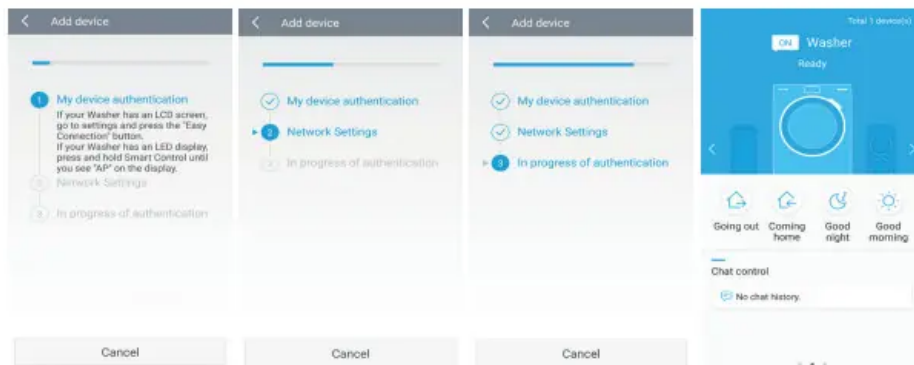 Add device
1 My device authentication
If your Washer has an LCD screen,
go to settings and press the "Easy
Connection" button.
If your Washer has an LED display,
press and hold Smart Control until
you see "AP" on the display.
Network Settings
3 In progress of authentication
Cancel
Add device
My device authentication
2 Network Settings
In progress of authentication
Cancel
Add device
My device authentication
Network Settings
3 In progress of authentication
Cancel
Total 1 device(s)
ON Washer
Ready
Going out
Coming
home
Good
night
Good
morning
Chat control
No chat history.